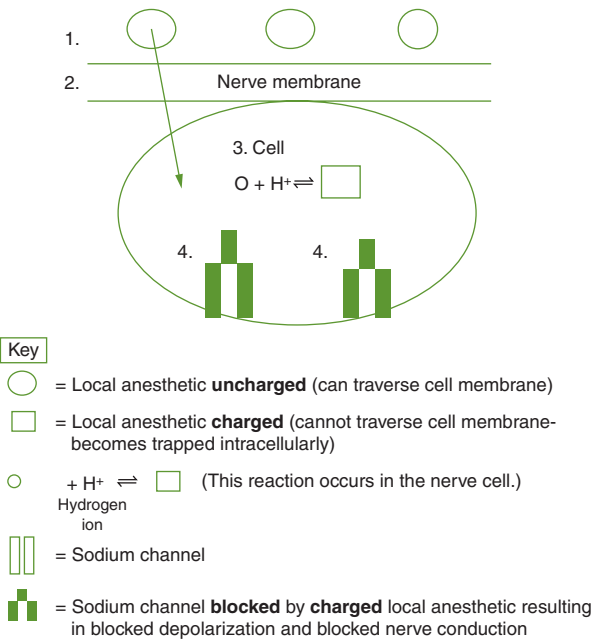 1.
2. Nerve membrane
3. Cell
O + H+ ⇌
4. 4.
Key
= Local anesthetic uncharged (can traverse cell membrane)
= Local anesthetic charged (cannot traverse cell membrane-
becomes trapped intracellularly)
+ H+ ⇌ (This reaction occurs in the nerve cell.)
Hydrogen
ion
= Sodium channel
= Sodium channel blocked by charged local anesthetic resulting
in blocked depolarization and blocked nerve conduction